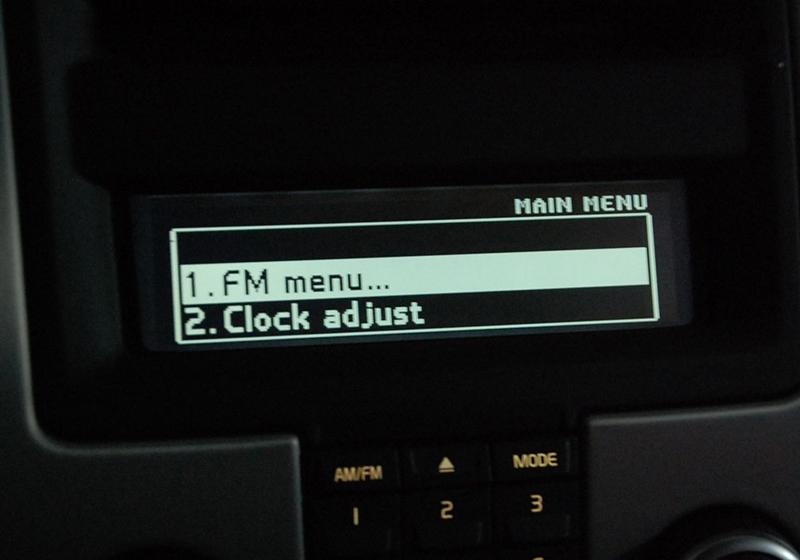 MAIN MENU
1.FM menu...
2.Clock adjust
AM/FM MODE
1 2 3